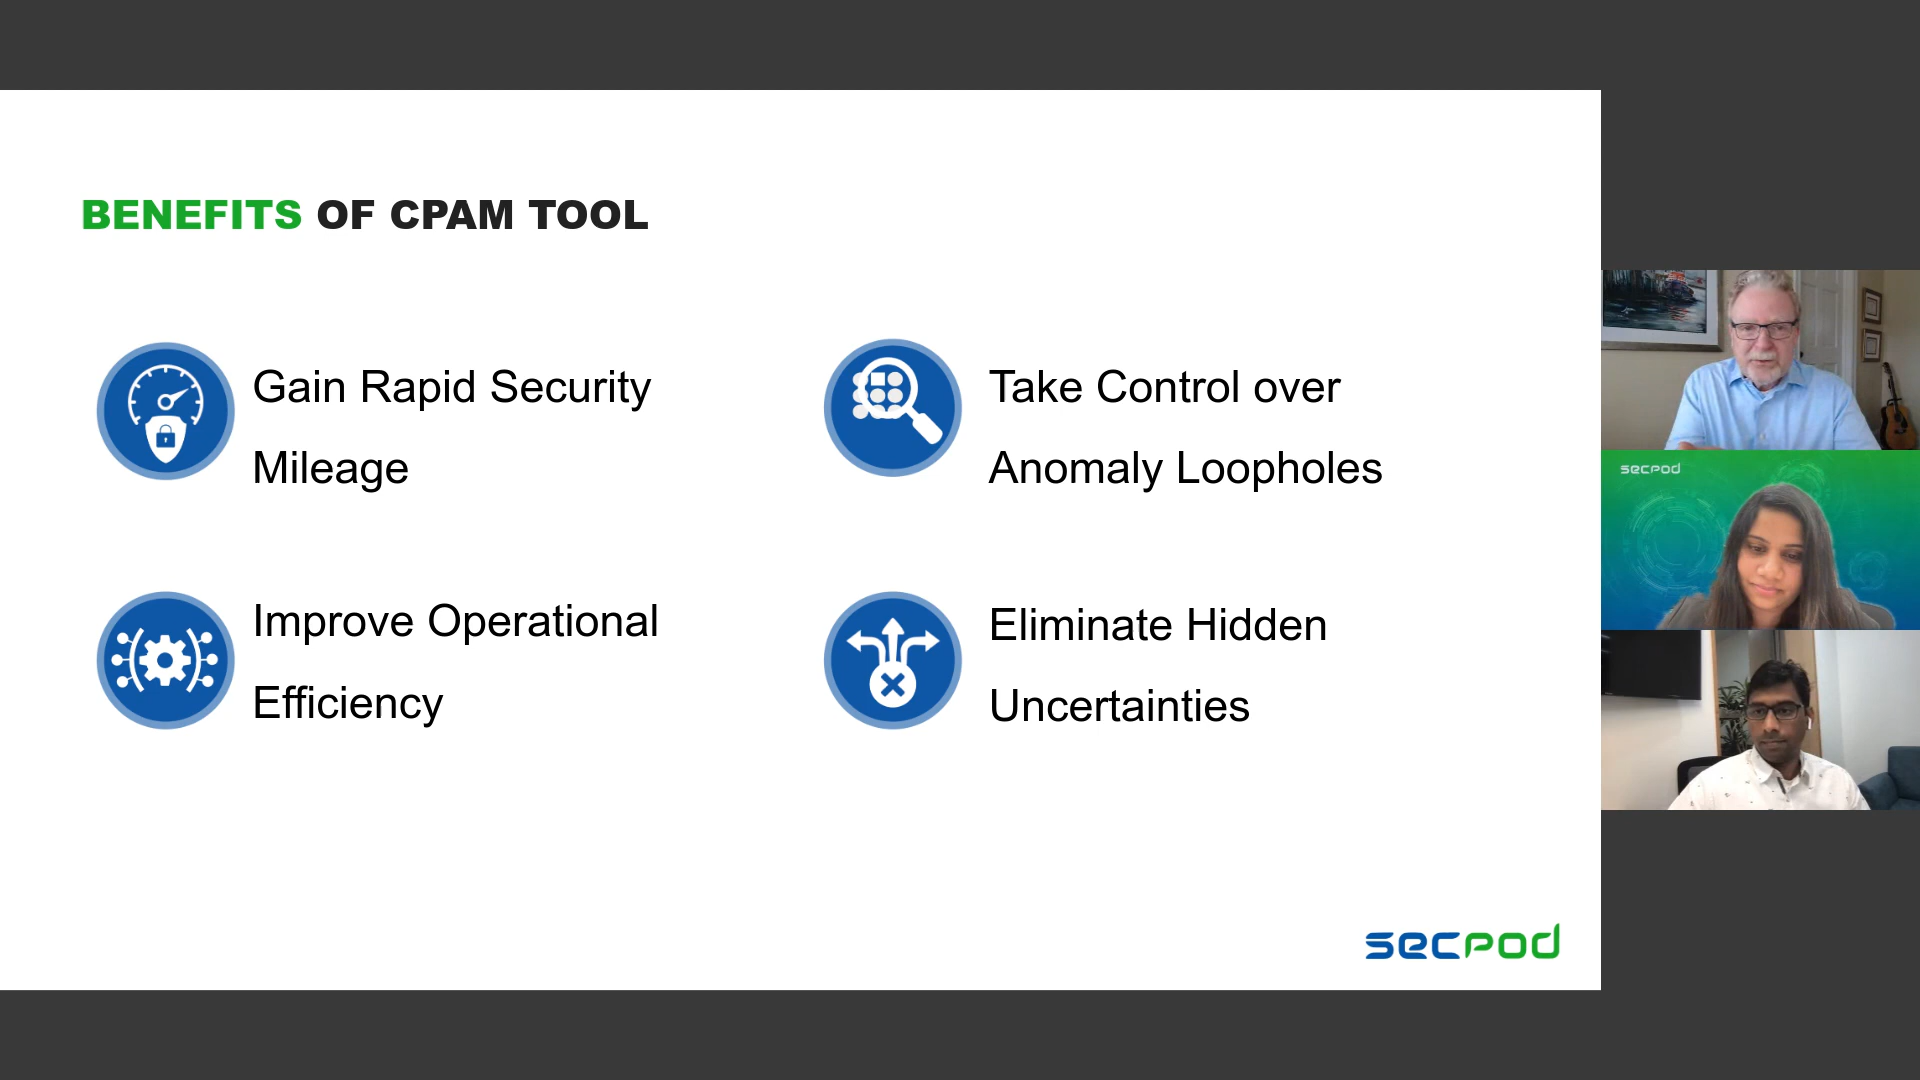 BENEFITS OF CPAM TOOL
Gain Rapid Security
Mileage
Take Control over
Anomaly Loopholes
Improve Operational
Efficiency
Eliminate Hidden
Uncertainties
secpod
secpod